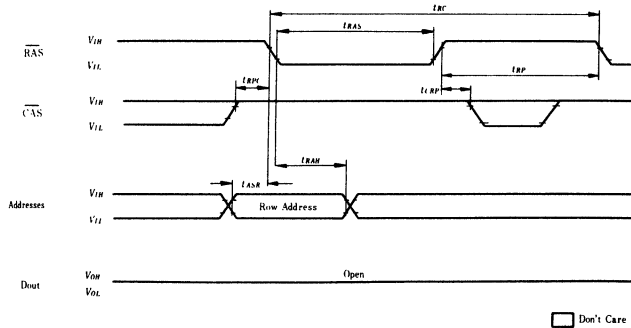 tRC
VIH
tRAS
RAS
VIL
tRP
tRPC
tCRP
VIH
CAS
VIL
tRAH
tASR
VIH
Addresses
Row Address
VIL
VOH
Open
Dout
VOL
Don't Care